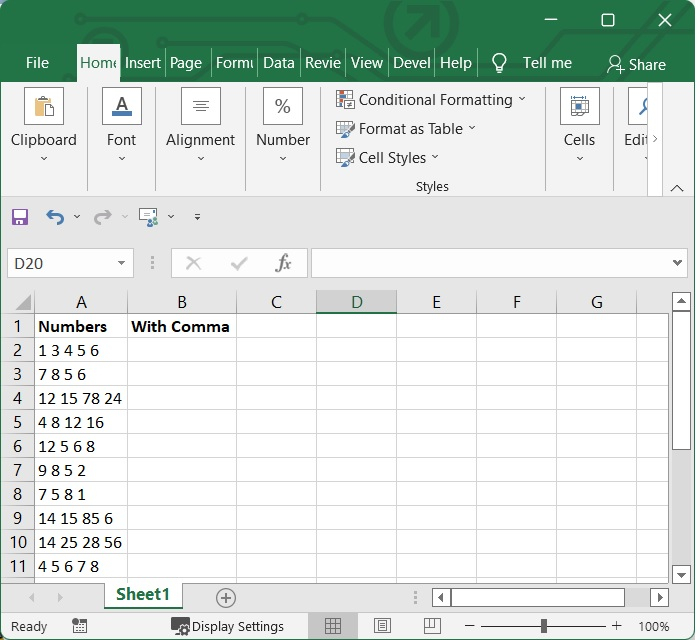 File Home Insert Page Formu Data Revie View Devel Help Tell me Share
Clipboard Font Alignment % Number Conditional Formatting Format as Table Cell Styles Cells Edit
Styles
D20 fx
A B C D E F G
1 Numbers With Comma
2 1 3 4 5 6
3 7 8 5 6
4 12 15 78 24
5 4 8 12 16
6 12 5 6 8
7 9 8 5 2
8 7 5 8 1
9 14 15 85 6
10 14 25 28 56
11 4 5 6 7 8
Sheet1
Ready Display Settings 100%